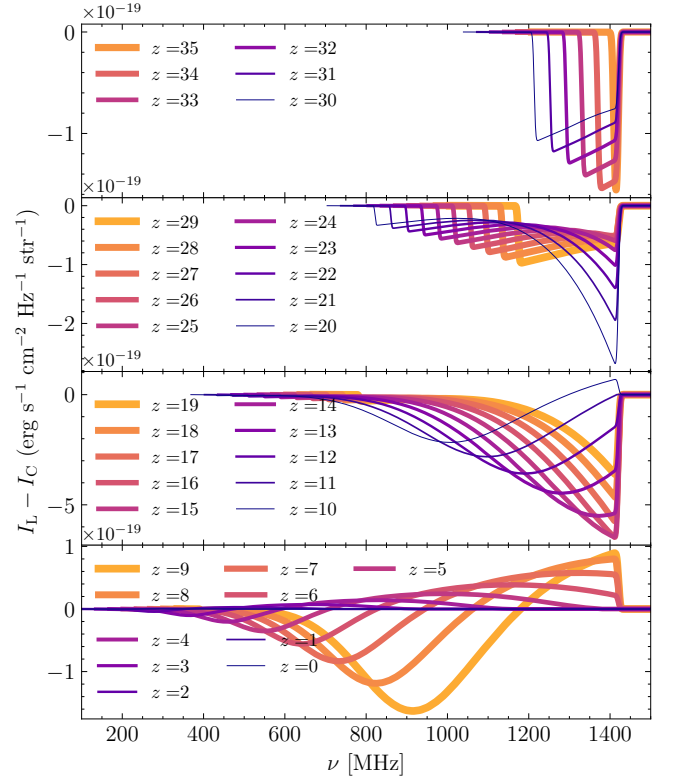 ×10−19
0
−1
z =35
z =34
z =33
z =32
z =31
z =30
×10−19
0
−1
−2
z =29
z =28
z =27
z =26
z =25
z =24
z =23
z =22
z =21
z =20
×10−19
0
−5
z =19
z =18
z =17
z =16
z =15
z =14
z =13
z =12
z =11
z =10
×10−19
1
0
−1
z =9
z =8
z =7
z =6
z =5
z =4
z =3
z =2
z =1
z =0
200 400 600 800 1000 1200 1400
ν [MHz]
IL − IC (erg s−1 cm−2 Hz−1 str−1)